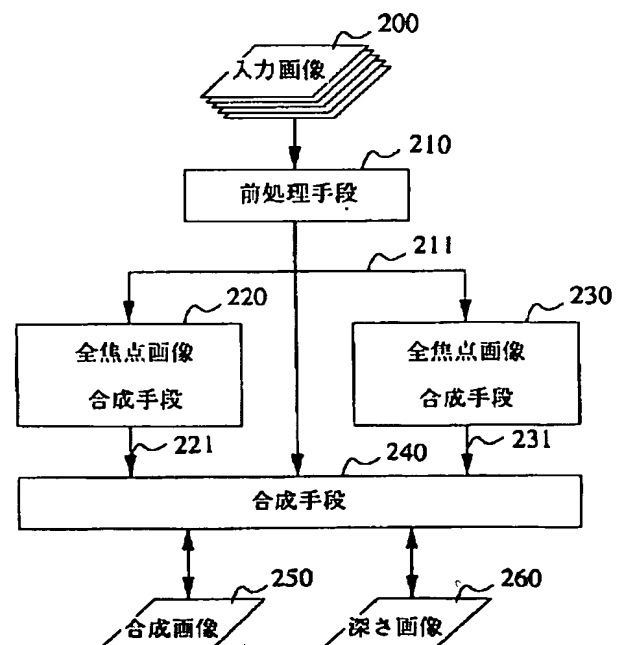 200
入力画像
210
前処理手段
211
220
230
全焦点画像
合成手段
全焦点画像
合成手段
221
231
240
合成手段
250
260
合成画像
深さ画像